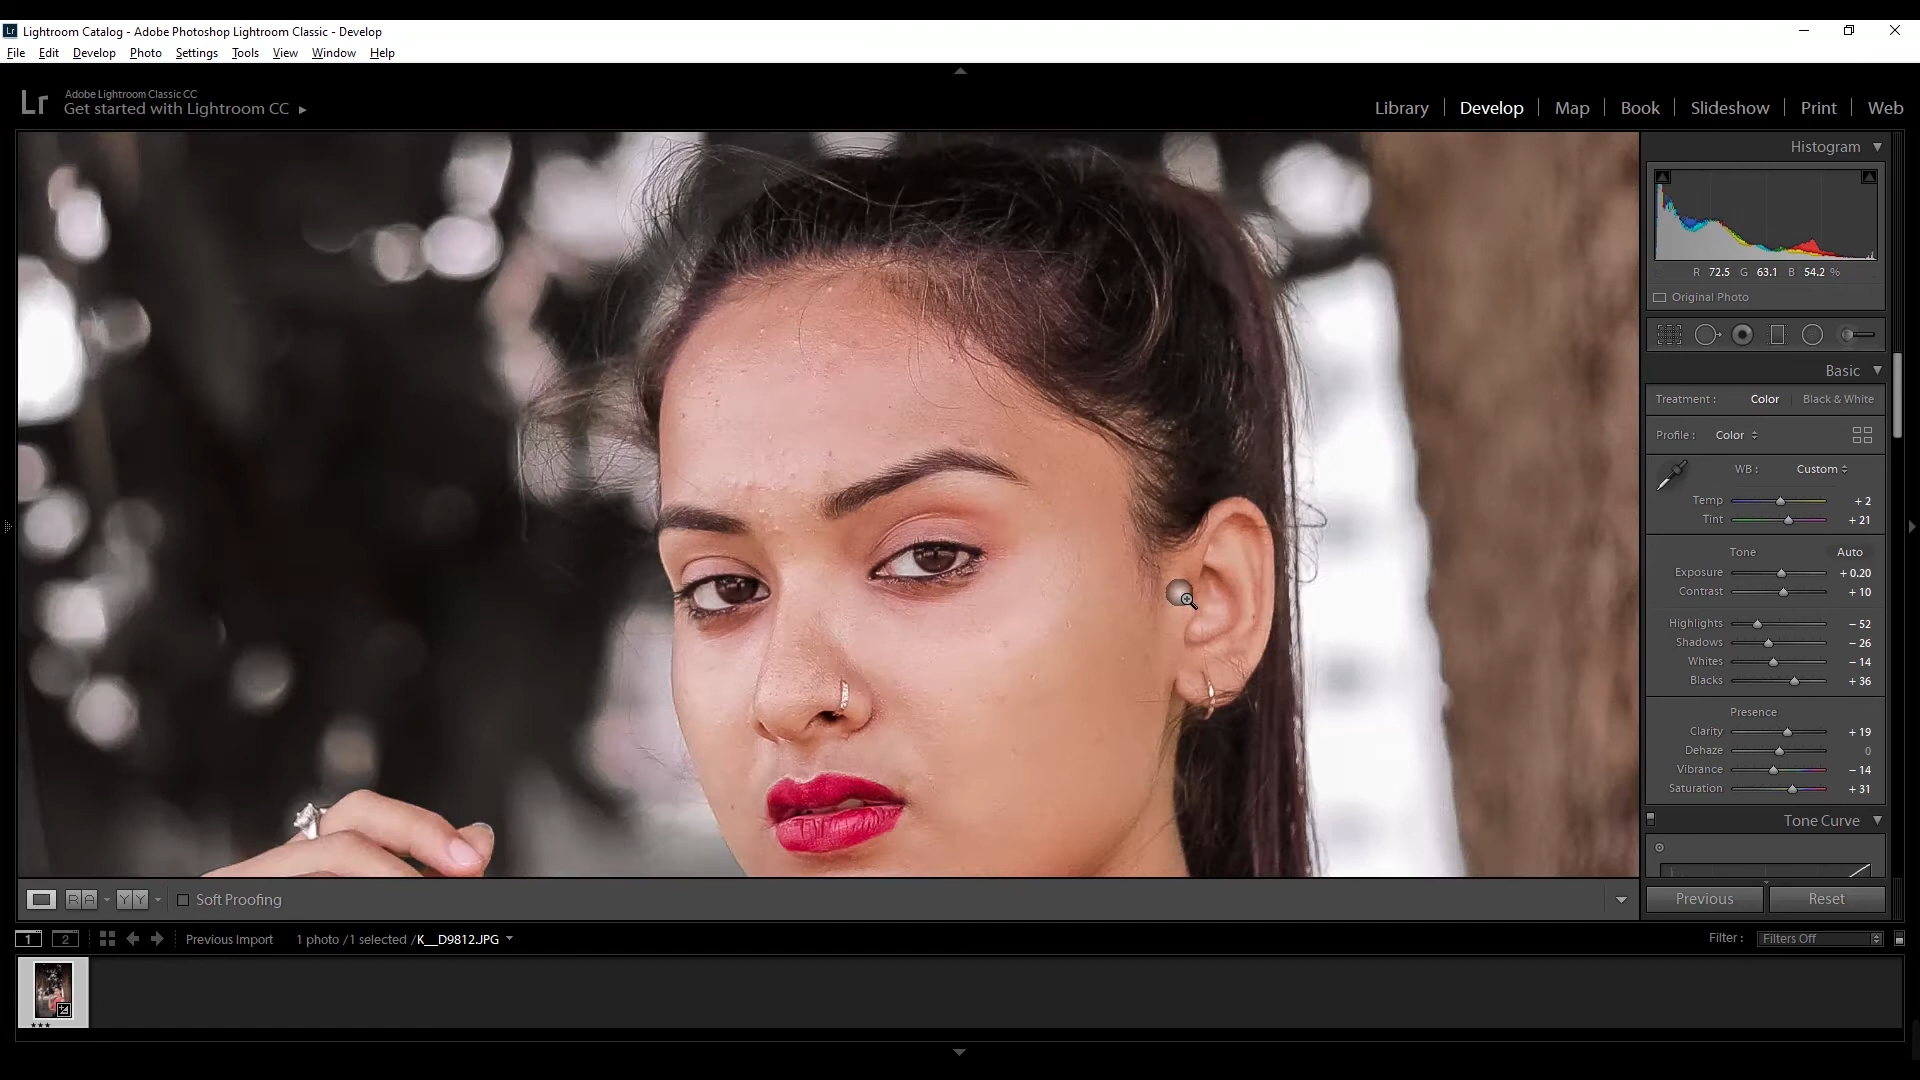 Lr Lightroom Catalog - Adobe Photoshop Lightroom Classic - Develop
File Edit Develop Photo Settings Tools View Window Help
Lr Adobe Lightroom Classic CC
Get started with Lightroom CC
Library Develop Map Book Slideshow Print Web
Histogram
R 72.5 G 63.1 B 54.2 %
Original Photo
Basic
Treatment : Color Black & White
Profile : Color
WB : Custom
Temp + 2
Tint + 21
Tone Auto
Exposure + 0.20
Contrast + 10
Highlights − 52
Shadows − 26
Whites − 14
Blacks + 36
Presence
Clarity + 19
Dehaze 0
Vibrance − 14
Saturation + 31
Tone Curve
R A Y Y Soft Proofing
Previous Reset
1 2 Previous Import 1 photo / 1 selected / K__D9812.JPG
Filter : Filters Off